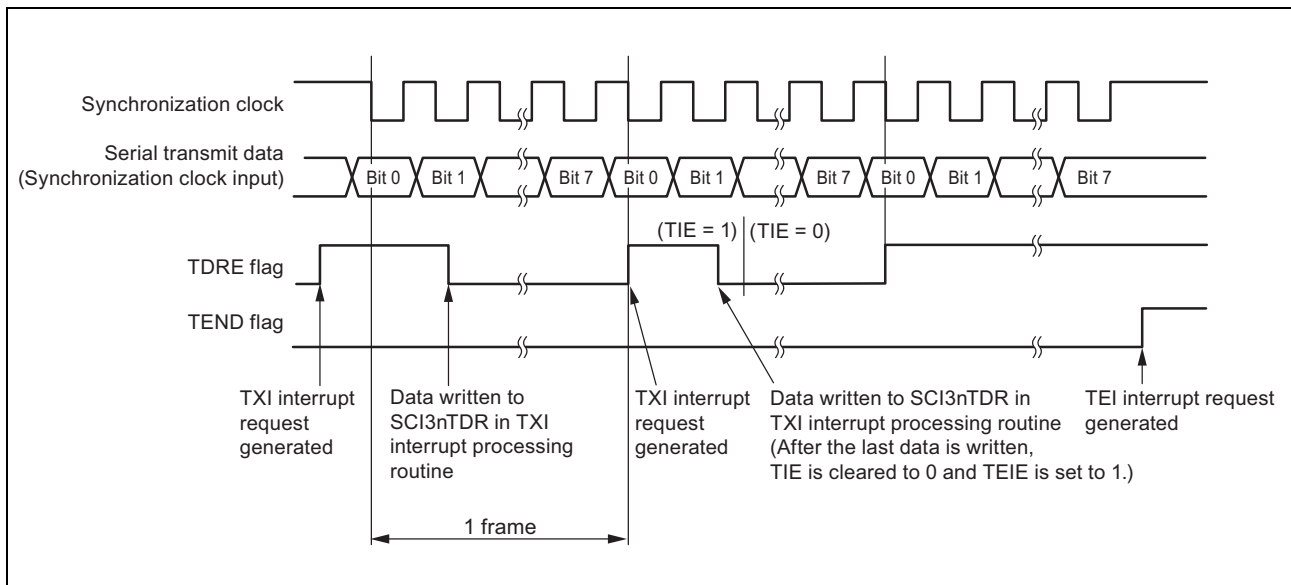 Synchronization clock
Serial transmit data
(Synchronization clock input)
Bit 0 Bit 1 Bit 7 Bit 0 Bit 1 Bit 7 Bit 0 Bit 1 Bit 7
(TIE = 1) (TIE = 0)
TDRE flag
TEND flag
TXI interrupt
request
generated
Data written to
SCI3nTDR in TXI
interrupt processing
routine
TXI interrupt
request
generated
Data written to SCI3nTDR in
TXI interrupt processing routine
(After the last data is written,
TIE is cleared to 0 and TEIE is set to 1.)
TEI interrupt request
generated
1 frame